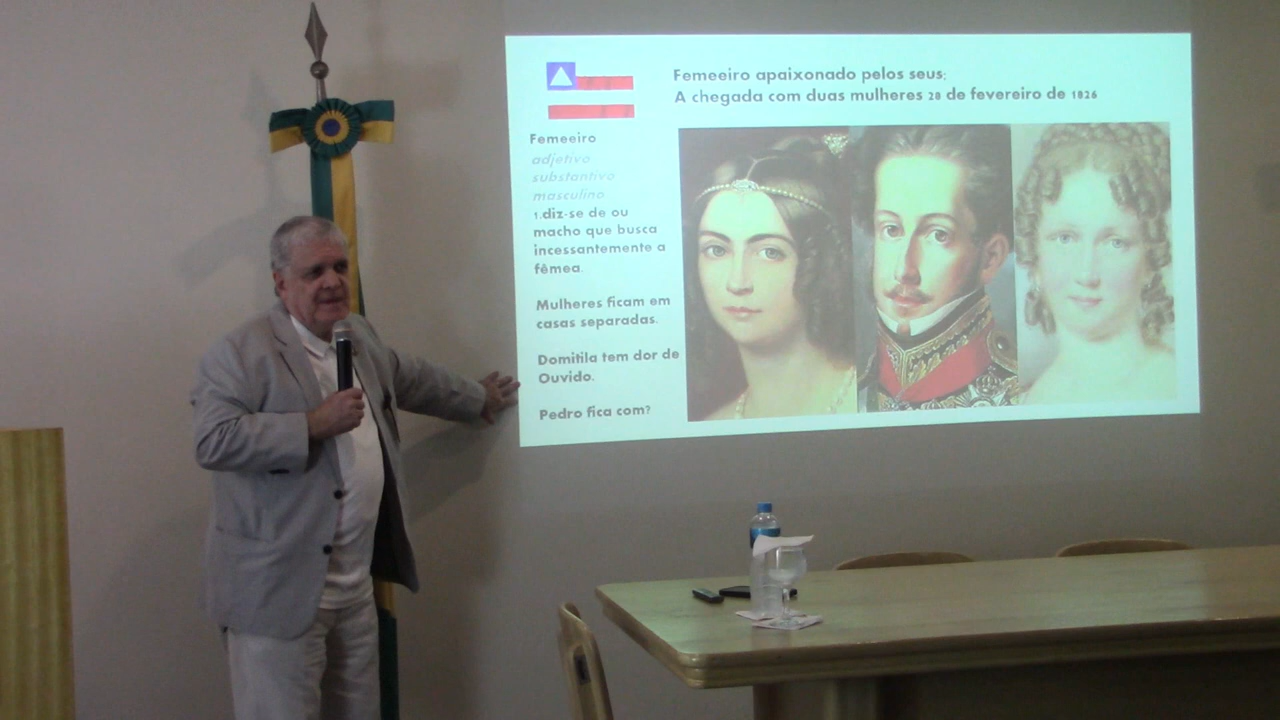 Femeeiro apaixonado pelos seus;
A chegada com duas mulheres 28 de fevereiro de 1826
Femeeiro
adjetivo
substantivo
masculino
1.diz-se de ou
macho que busca
incessantemente a
fêmea.
Mulheres ficam em
casas separadas.
Domitila tem dor de
Ouvido.
Pedro fica com?